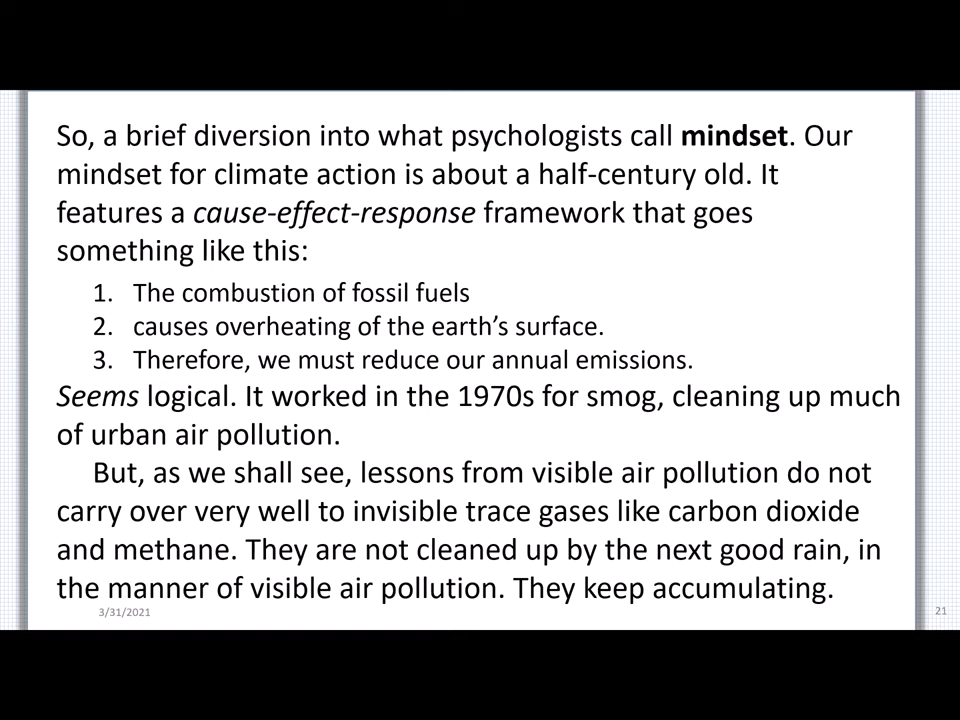 So, a brief diversion into what psychologists call mindset. Our
mindset for climate action is about a half-century old. It
features a cause-effect-response framework that goes
something like this:
1. The combustion of fossil fuels
2. causes overheating of the earth’s surface.
3. Therefore, we must reduce our annual emissions.
Seems logical. It worked in the 1970s for smog, cleaning up much
of urban air pollution.
But, as we shall see, lessons from visible air pollution do not
carry over very well to invisible trace gases like carbon dioxide
and methane. They are not cleaned up by the next good rain, in
the manner of visible air pollution. They keep accumulating.
3/31/2021
21